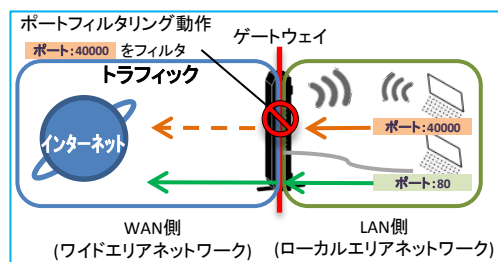 ポートフィルタリング動作
ポート:40000 をフィルタ
ゲートウェイ
トラフィック
インターネット
ポート:40000
ポート:80
WAN側
(ワイドエリアネットワーク)
LAN側
(ローカルエリアネットワーク)